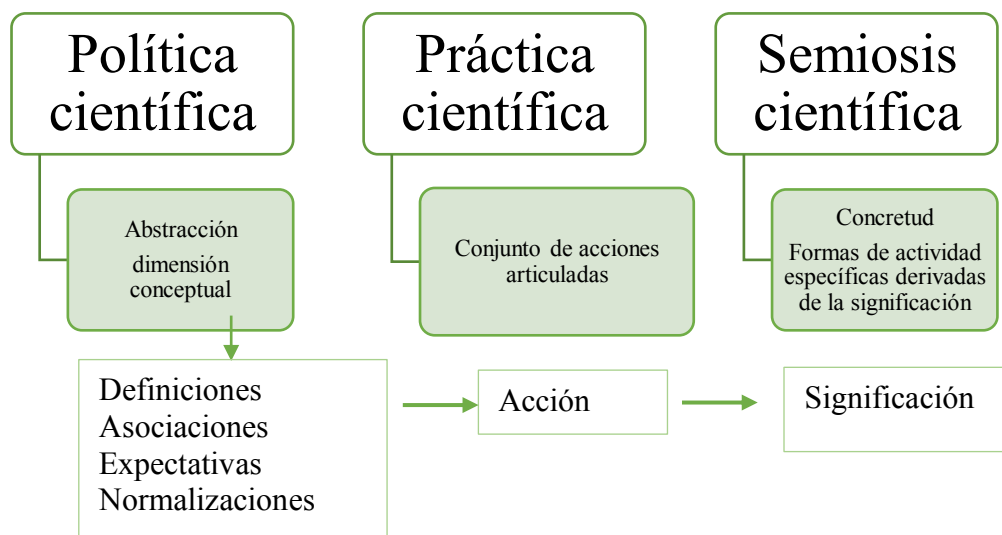 Política
científica
Abstracción
dimensión
conceptual
Definiciones
Asociaciones
Expectativas
Normalizaciones
Práctica
científica
Conjunto de acciones
articuladas
Acción
Semiosis
científica
Concretud
Formas de actividad
específicas derivadas
de la significación
Significación